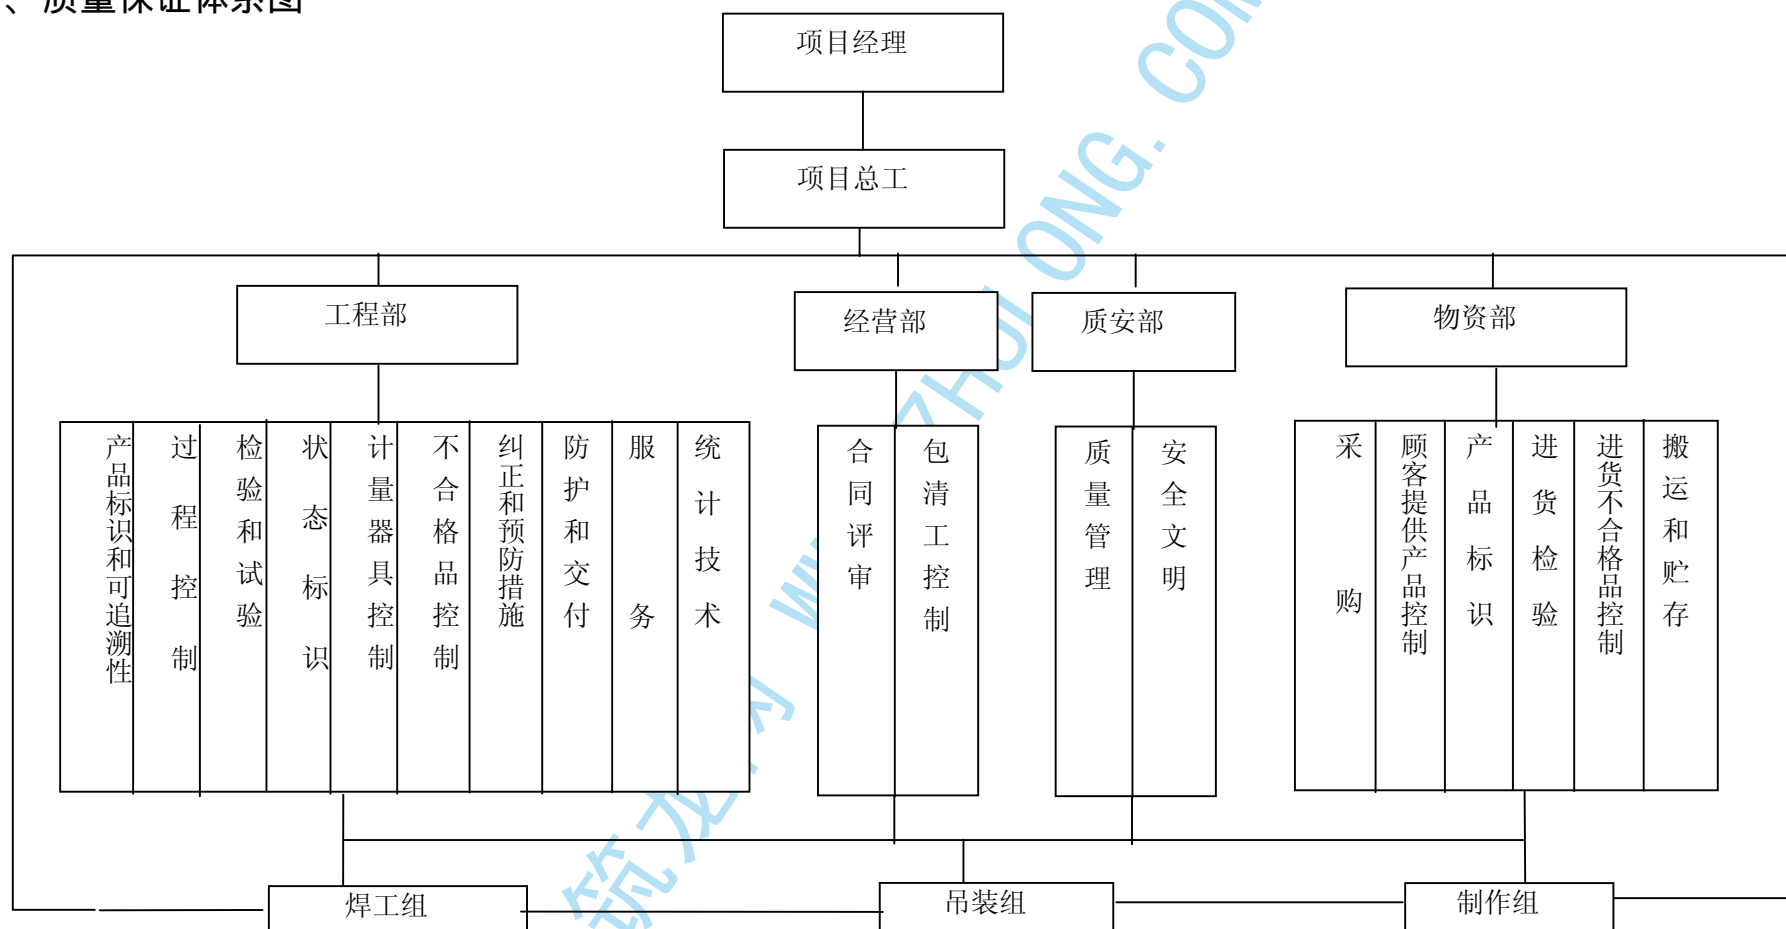 、质量保证体系图
项目经理
项目总工
工程部
经营部
质安部
物资部
产品标识和可追溯性
过程控制
检验和试验
状态标识
计量器具控制
不合格品控制
纠正和预防措施
防护和交付
服务
统计技术
合同评审
包清工控制
质量管理
安全文明
采购
顾客提供产品控制
产品标识
进货检验
进货不合格品控制
搬运和贮存
焊工组
吊装组
制作组